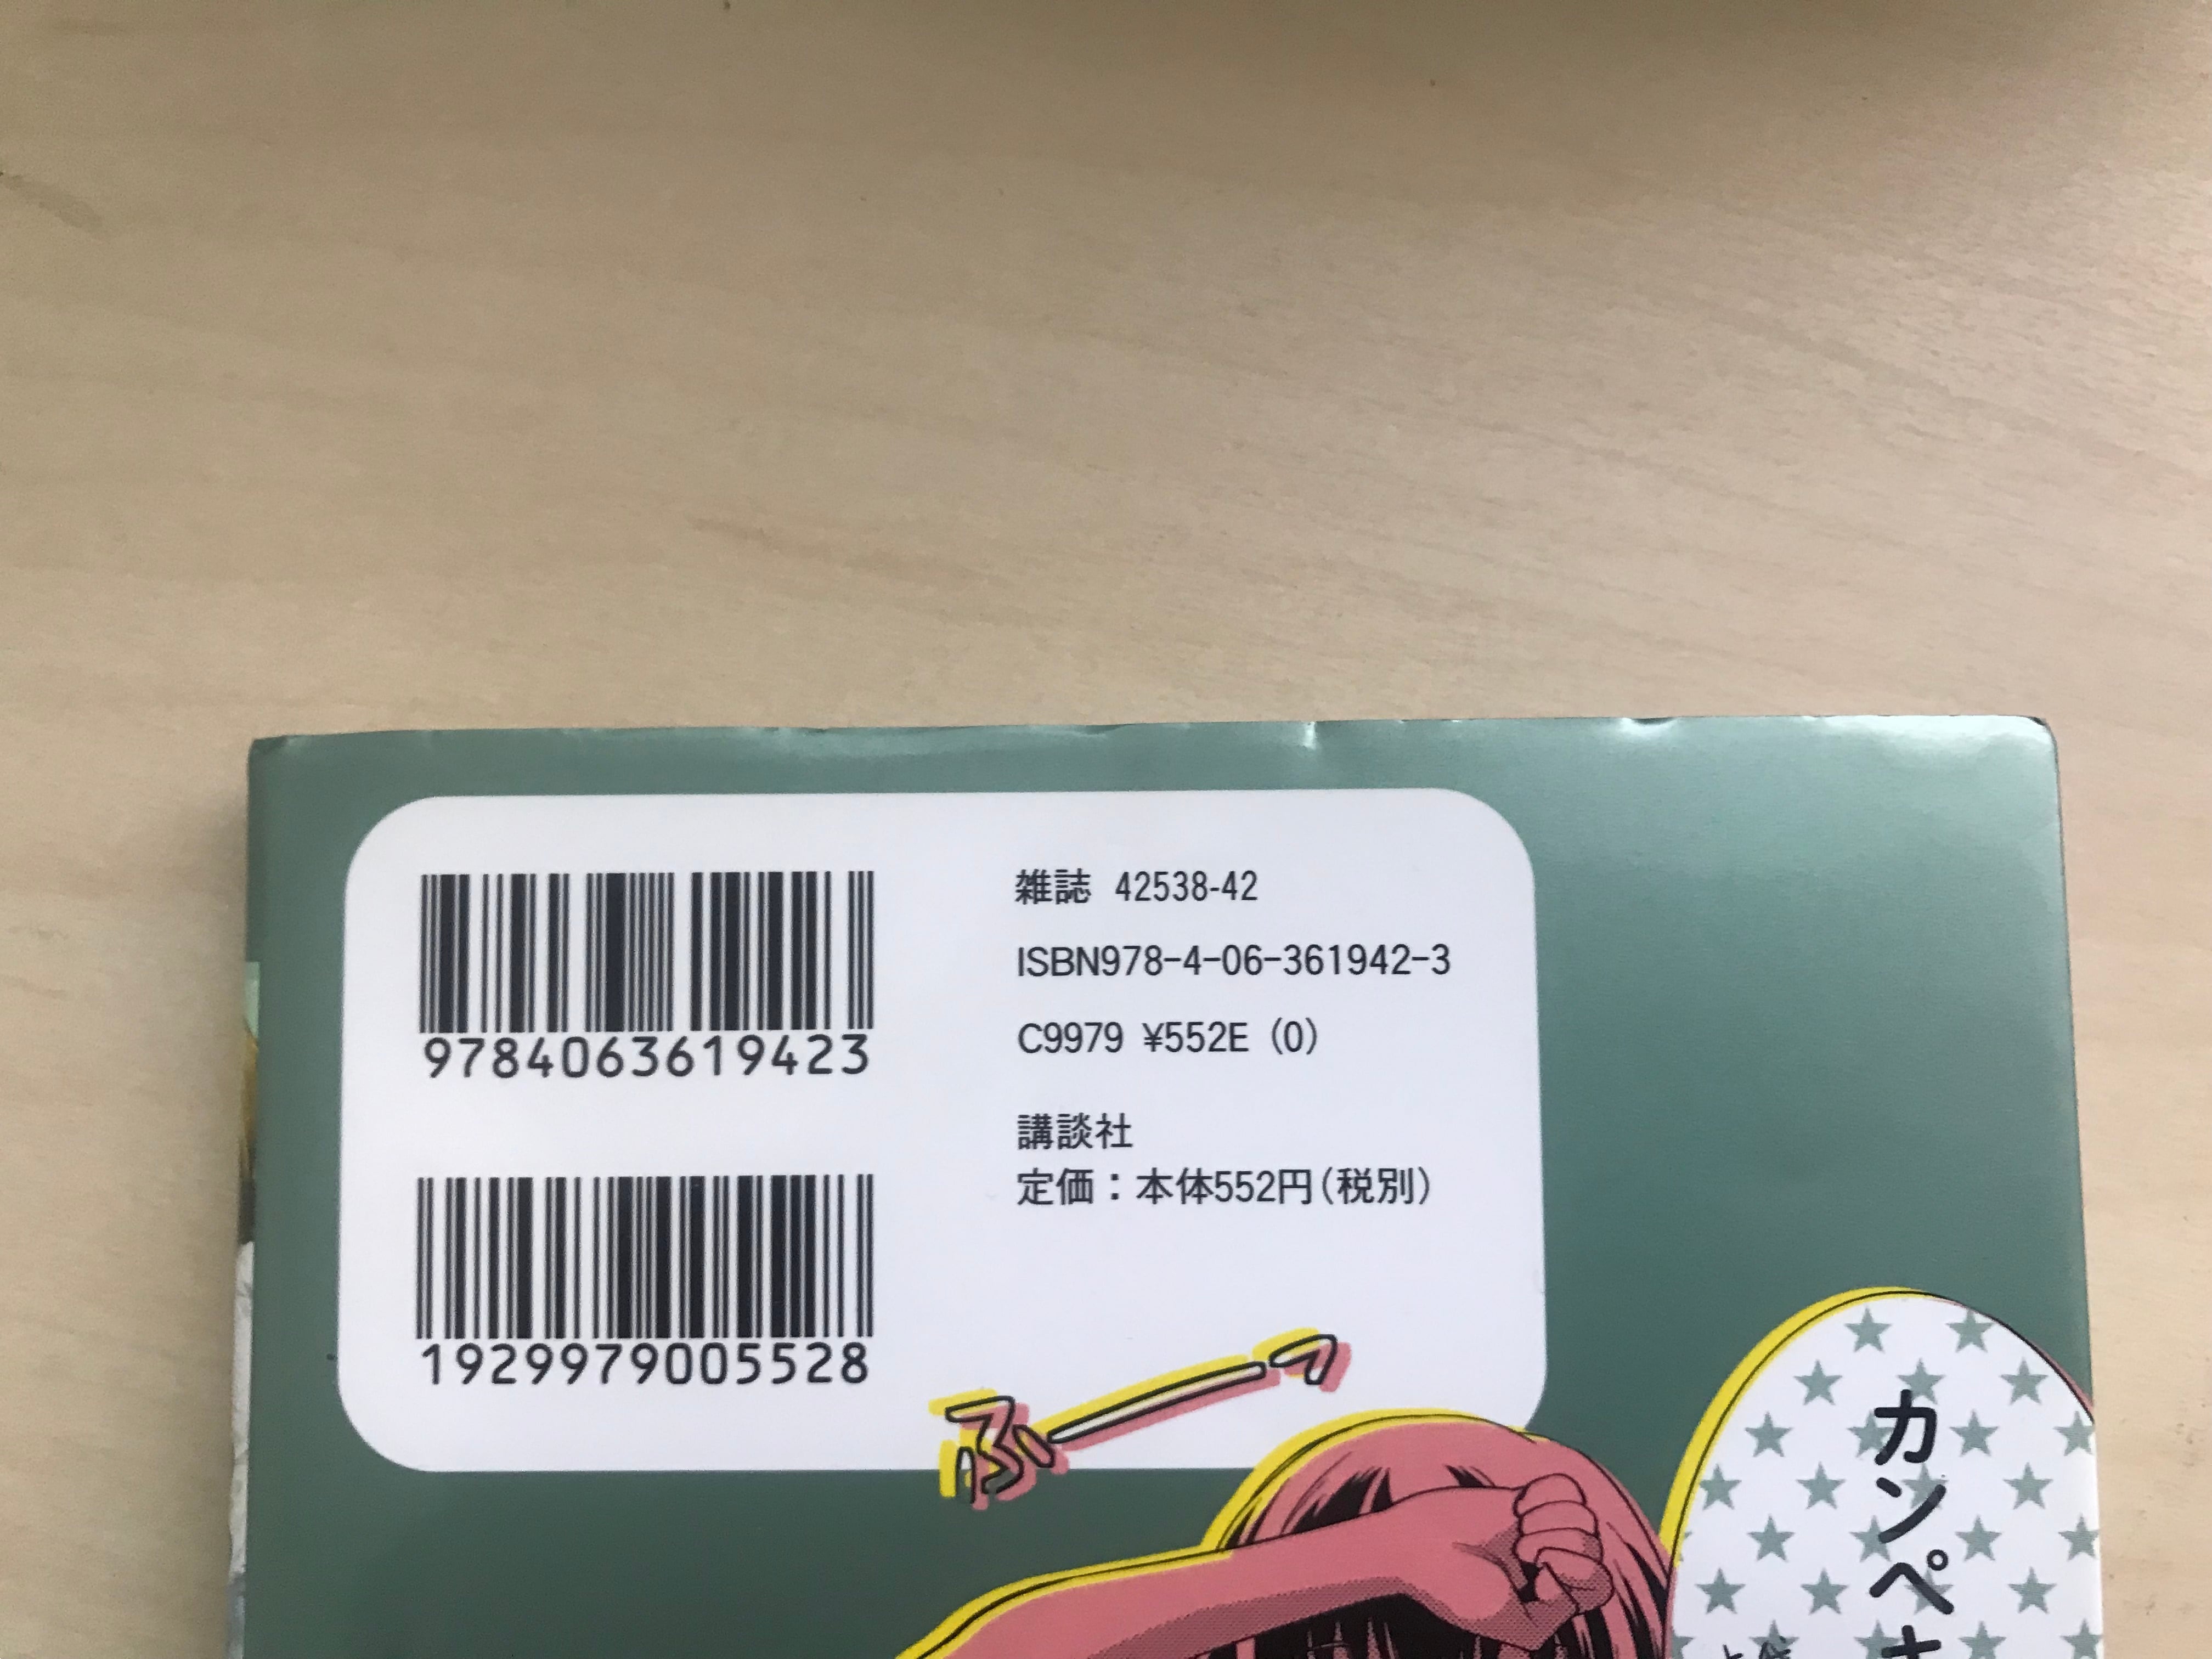 9784063619423
1929979005528
雑誌 42538-42
ISBN978-4-06-361942-3
C9979 ¥552E (0)
講談社
定価：本体552円(税別)
ふーっ
カンペ